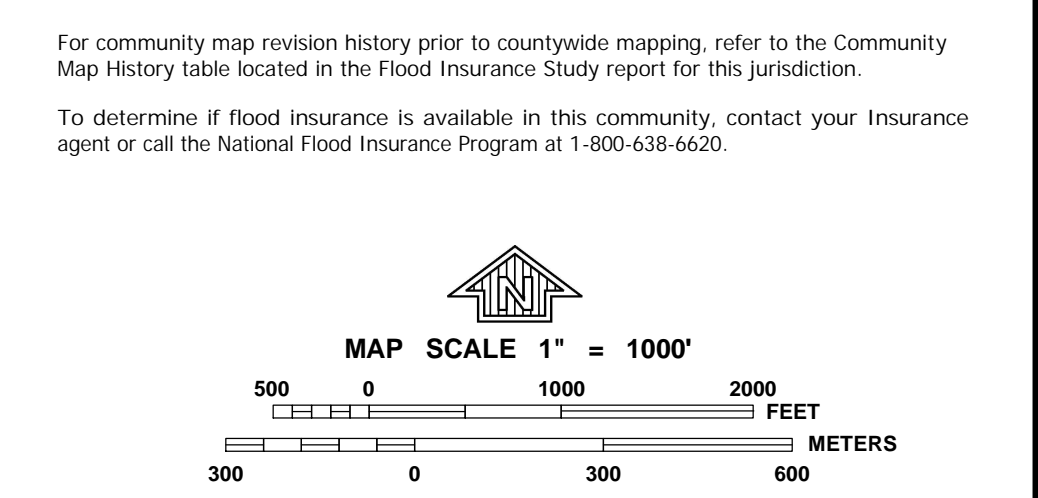 For community map revision history prior to countywide mapping, refer to the Community
Map History table located in the Flood Insurance Study report for this jurisdiction.
To determine if flood insurance is available in this community, contact your Insurance
agent or call the National Flood Insurance Program at 1-800-638-6620.
N
MAP SCALE 1" = 1000'
500 0 1000 2000
FEET
METERS
300 0 300 600